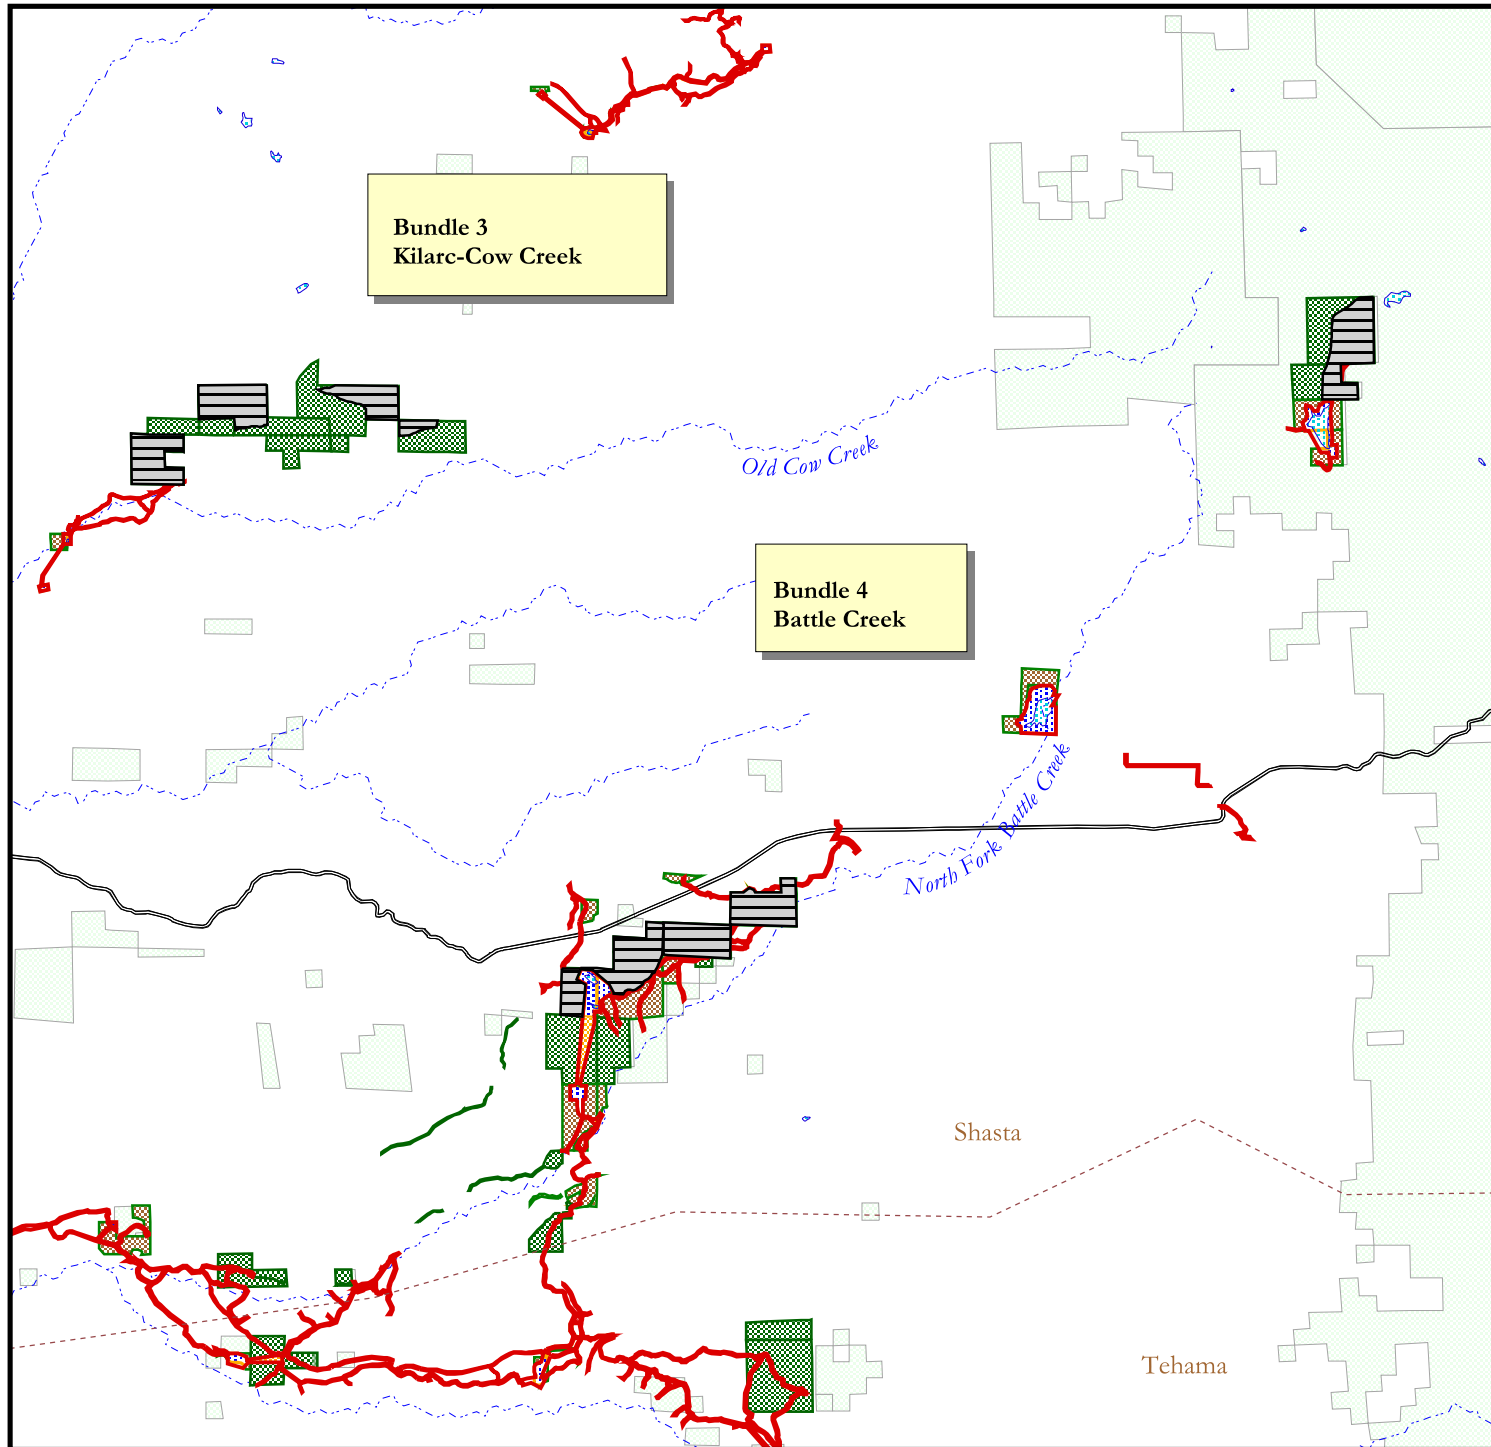 Bundle 3
Kilarc-Cow Creek
Old Cow Creek
Bundle 4
Battle Creek
North Fork Battle Creek
Shasta
Tehama